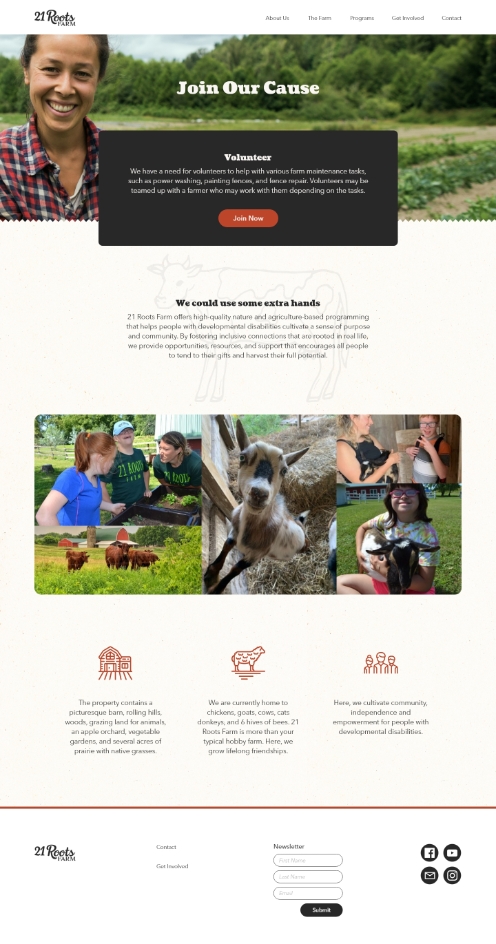 21 Roots
FARM
About Us
The Farm
Programs
Get Involved
Contact
Join Our Cause
Volunteer
We have a need for volunteers to help with various farm maintenance tasks,
such as power washing, painting fences, and fence repair. Volunteers may be
teamed up with a farmer who may work with them depending on the tasks.
Join Now
We could use some extra hands
21 Roots Farm offers high-quality nature and agriculture-based programming
that helps people with developmental disabilities cultivate a sense of purpose
and community. By fostering inclusive connections that are rooted in real life,
we provide opportunities, resources, and support that encourages all people
to tend to their gifts and harvest their full potential.
21 ROOTS
FARM
The property contains a
picturesque barn, rolling hills,
woods, grazing land for animals,
an apple orchard, vegetable
gardens, and several acres of
prairie with native grasses.
We are currently home to
chickens, goats, cows, cats
donkeys, and 6 hives of bees. 21
Roots Farm is more than your
typical hobby farm. Here, we
grow lifelong friendships.
Here, we cultivate community,
independence and
empowerment for people with
developmental disabilities.
21 Roots
FARM
Contact
Get Involved
Newsletter
First Name
Last Name
Email
Submit